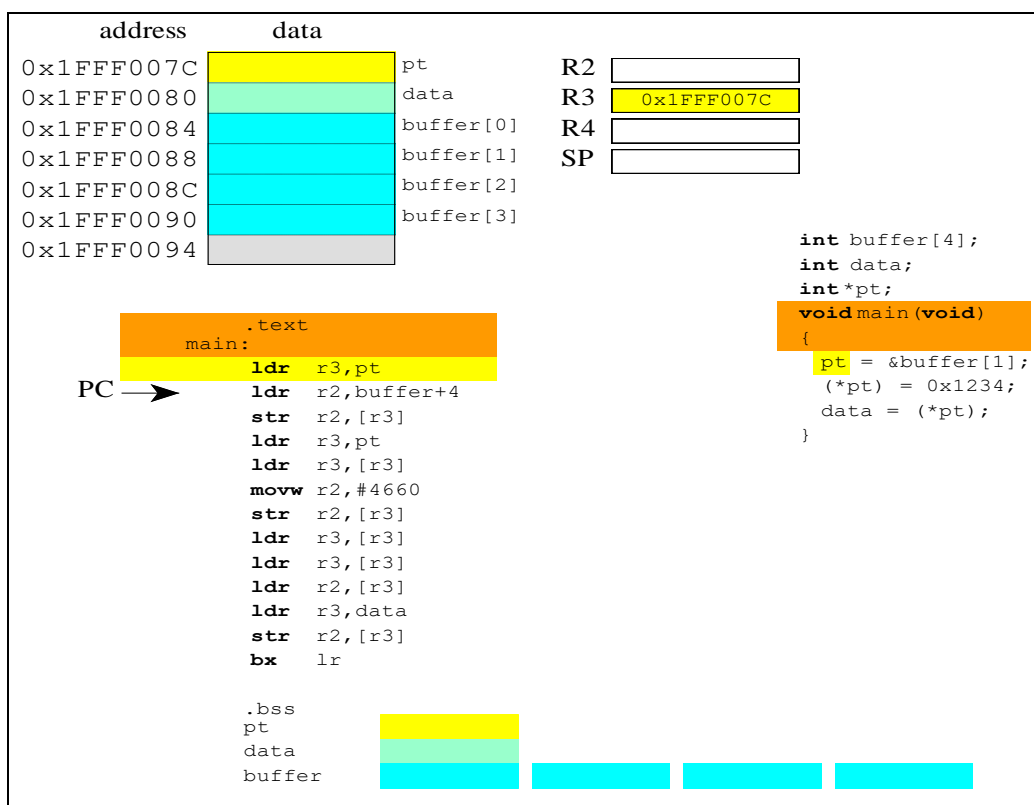 address data
0x1FFF007C pt
0x1FFF0080 data
0x1FFF0084 buffer[0]
0x1FFF0088 buffer[1]
0x1FFF008C buffer[2]
0x1FFF0090 buffer[3]
0x1FFF0094
R2
R3 0x1FFF007C
R4
SP
int buffer[4];
int data;
int *pt;
void main(void)
{
pt = &buffer[1];
(*pt) = 0x1234;
data = (*pt);
}
.text
main:
ldr r3,pt
PC ldr r2,buffer+4
str r2,[r3]
ldr r3,pt
ldr r3,[r3]
movw r2,#4660
str r2,[r3]
ldr r3,[r3]
ldr r3,[r3]
ldr r2,[r3]
ldr r3,data
str r2,[r3]
bx lr
.bss
pt
data
buffer